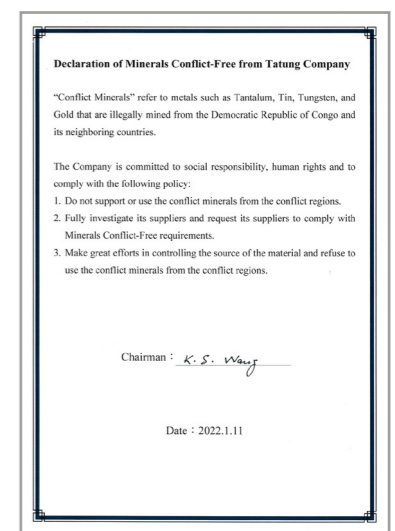 Declaration of Minerals Conflict-Free from Tatung Company
“Conflict Minerals” refer to metals such as Tantalum, Tin, Tungsten, and
Gold that are illegally mined from the Democratic Republic of Congo and
its neighboring countries.
The Company is committed to social responsibility, human rights and to
comply with the following policy:
1. Do not support or use the conflict minerals from the conflict regions.
2. Fully investigate its suppliers and request its suppliers to comply with
Minerals Conflict-Free requirements.
3. Make great efforts in controlling the source of the material and refuse to
use the conflict minerals from the conflict regions.
Chairman：K. S. Wang
Date：2022.1.11